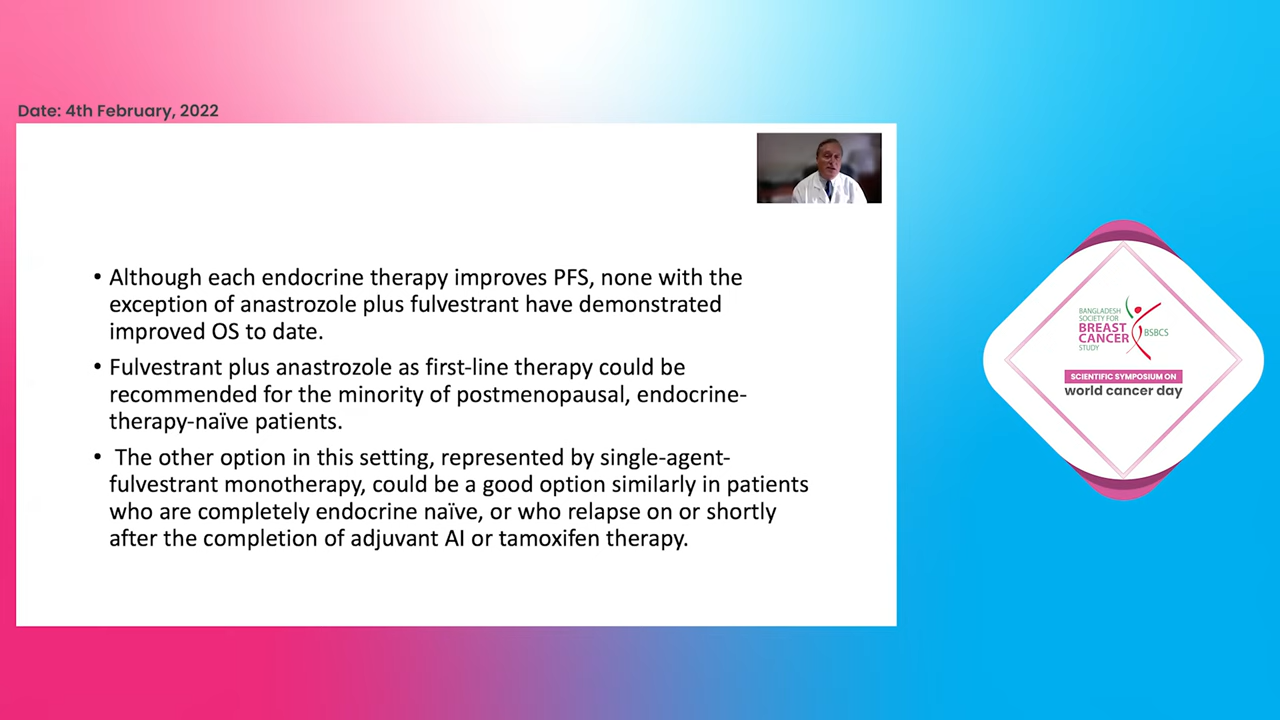 Date: 4th February, 2022
• Although each endocrine therapy improves PFS, none with the
exception of anastrozole plus fulvestrant have demonstrated
improved OS to date.
• Fulvestrant plus anastrozole as first-line therapy could be
recommended for the minority of postmenopausal, endocrine-
therapy-naïve patients.
• The other option in this setting, represented by single-agent-
fulvestrant monotherapy, could be a good option similarly in patients
who are completely endocrine naïve, or who relapse on or shortly
after the completion of adjuvant AI or tamoxifen therapy.
BANGLADESH
SOCIETY FOR
BREAST
CANCER
STUDY
BSBCS
SCIENTIFIC SYMPOSIUM ON
world cancer day